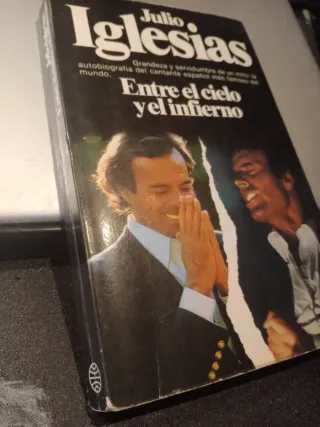 Julio
Iglesias
Grandeza y servidumbre de un mito: la
autobiografía del cantante español más famoso del
mundo.
Entre el cielo
y el infierno